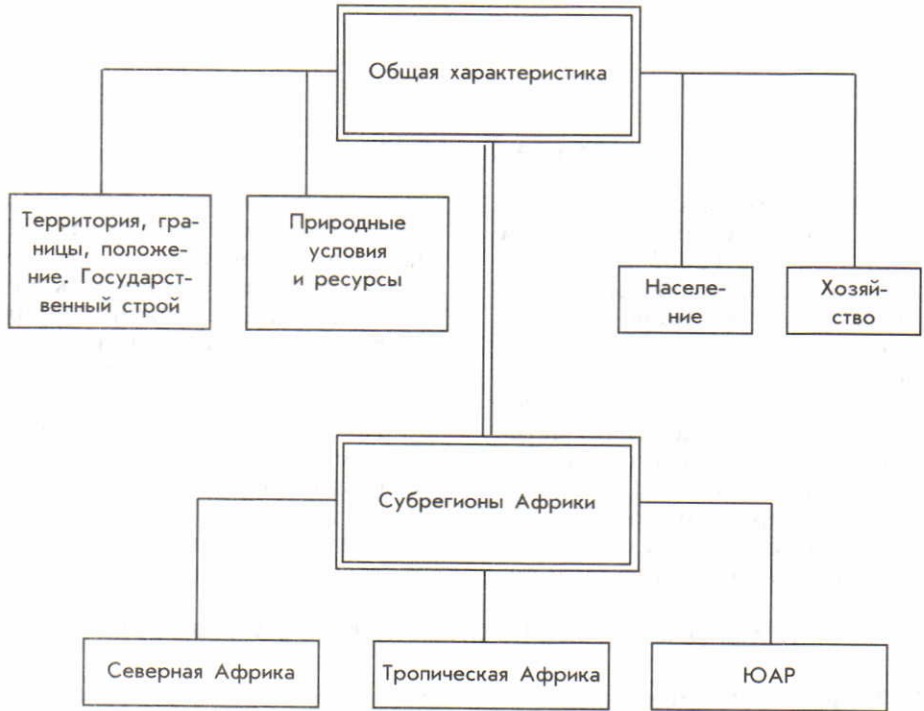 Общая характеристика
Территория, гра-
ницы, положе-
ние. Государст-
венный строй
Природные
условия
и ресурсы
Населе-
ние
Хозяй-
ство
Субрегионы Африки
Северная Африка
Тропическая Африка
ЮАР